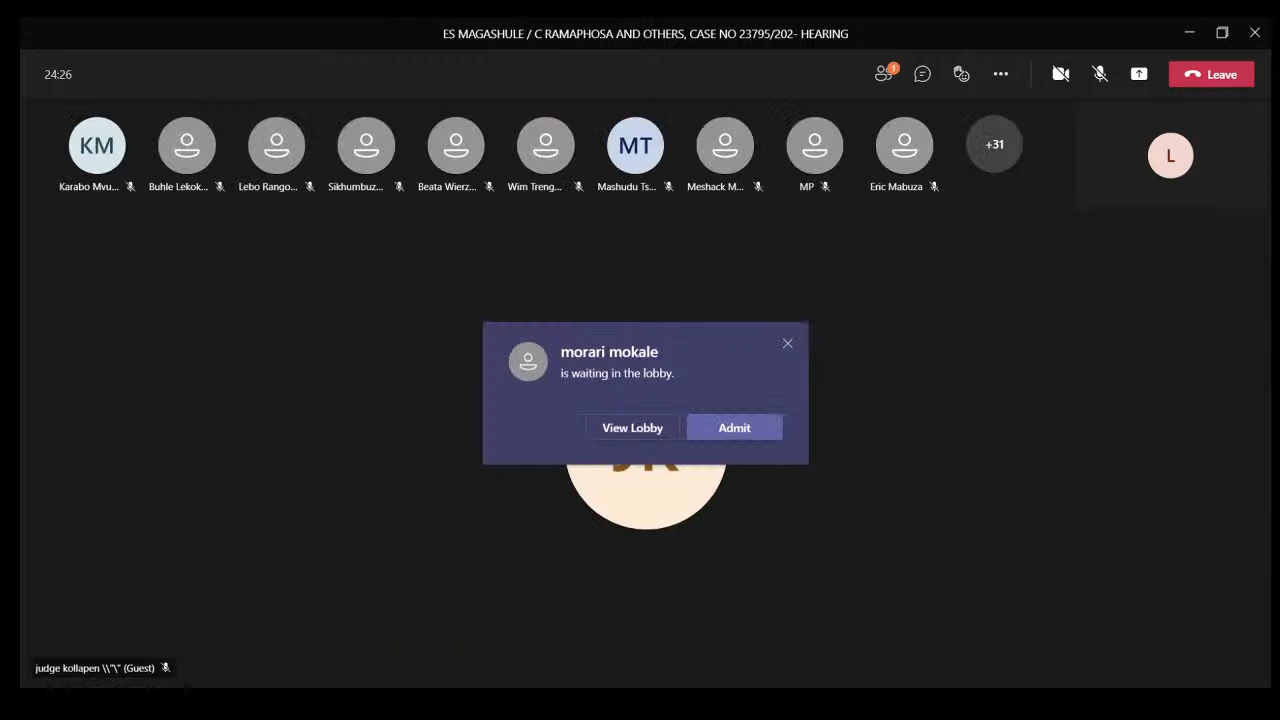 ES MAGASHULE / C RAMAPHOSA AND OTHERS, CASE NO 23795/202- HEARING
24:26
1
Leave
KM
MT
+31
L
Karabo Mvu...
Buhle Lekok...
Lebo Rango...
Sikhumbuz...
Beata Wierz...
Wim Treng...
Mashudu Ts...
Meshack M...
MP
Eric Mabuza
morari mokale
is waiting in the lobby.
View Lobby
Admit
judge kollapen \\"\" (Guest)